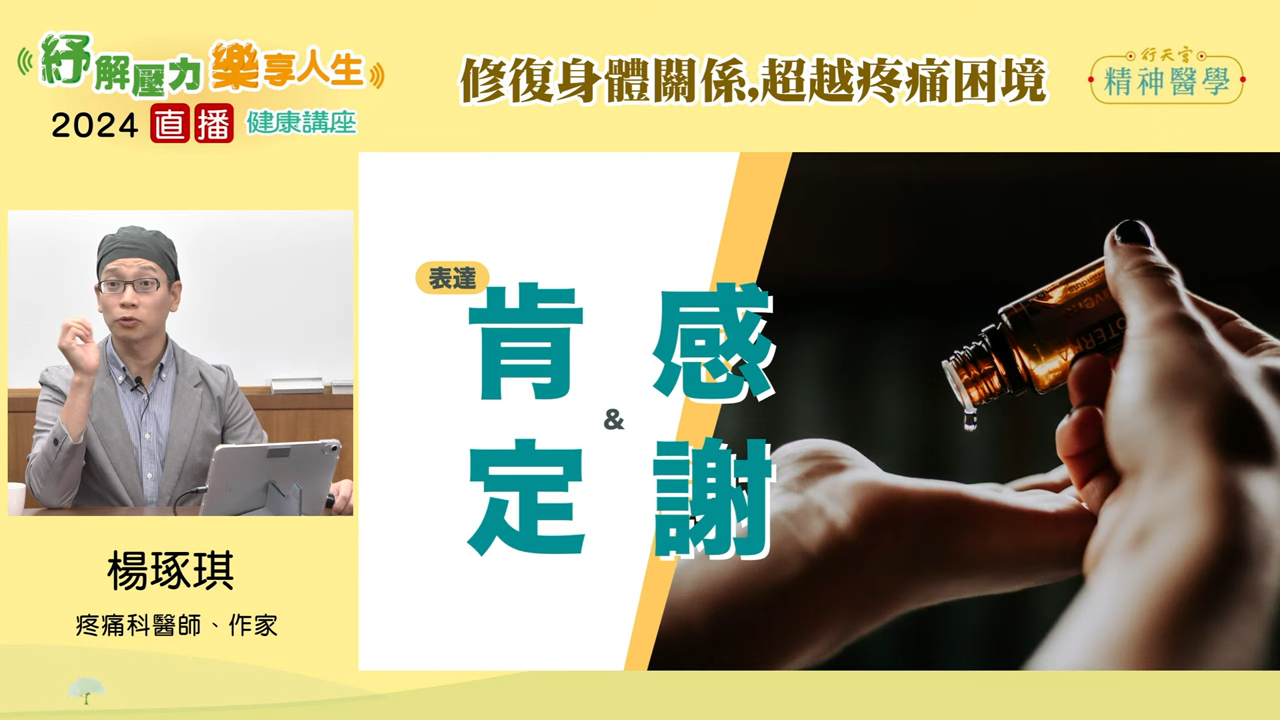 紓解壓力 樂享人生
2024 直播 健康講座
修復身體關係,超越疼痛困境
行天宮
精神醫學
表達
肯定
&
感謝
楊琢琪
疼痛科醫師、作家